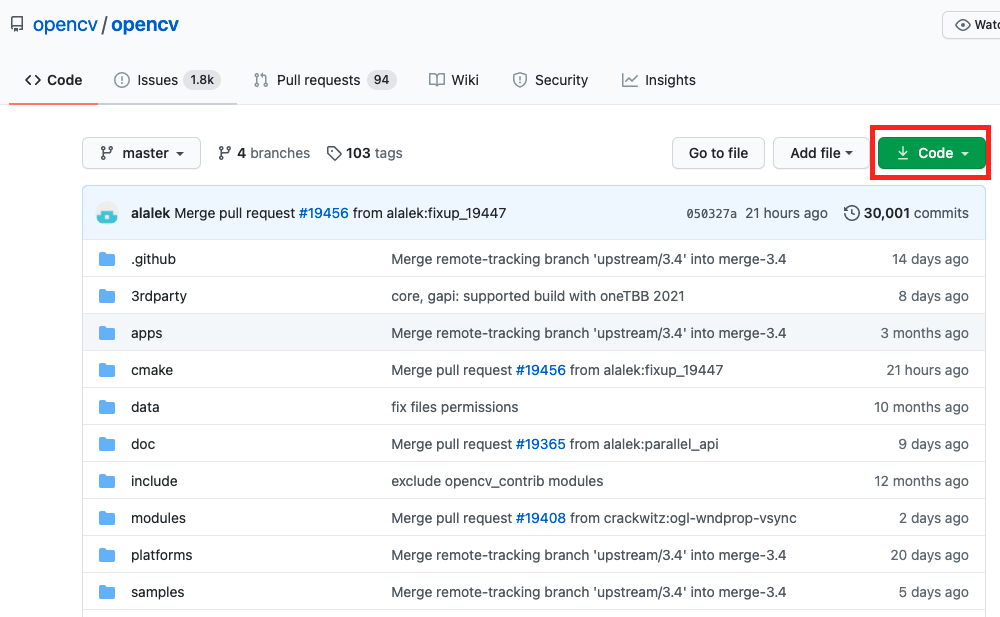 opencv / opencv
Code Issues 1.8k Pull requests 94 Wiki Security Insights
master 4 branches 103 tags Go to file Add file Code
alalek Merge pull request #19456 from alalek:fixup_19447 050327a 21 hours ago 30,001 commits
.github Merge remote-tracking branch 'upstream/3.4' into merge-3.4 14 days ago
3rdparty core, gapi: supported build with oneTBB 2021 8 days ago
apps Merge remote-tracking branch 'upstream/3.4' into merge-3.4 3 months ago
cmake Merge pull request #19456 from alalek:fixup_19447 21 hours ago
data fix files permissions 10 months ago
doc Merge pull request #19365 from alalek:parallel_api 9 days ago
include exclude opencv_contrib modules 12 months ago
modules Merge pull request #19408 from crackwitz:ogl-wndprop-vsync 2 days ago
platforms Merge remote-tracking branch 'upstream/3.4' into merge-3.4 20 days ago
samples Merge remote-tracking branch 'upstream/3.4' into merge-3.4 5 days ago